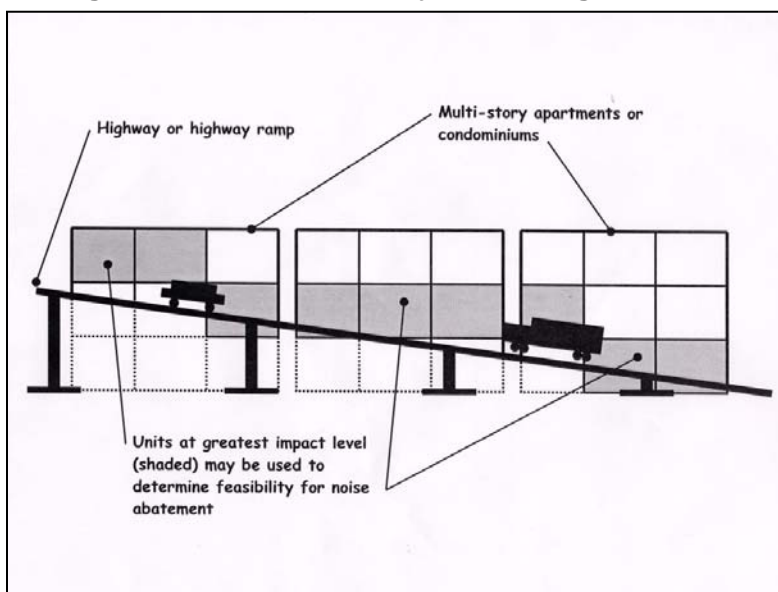 Highway or highway ramp
Multi-story apartments or
condominiums
Units at greatest impact level
(shaded) may be used to
determine feasibility for noise
abatement